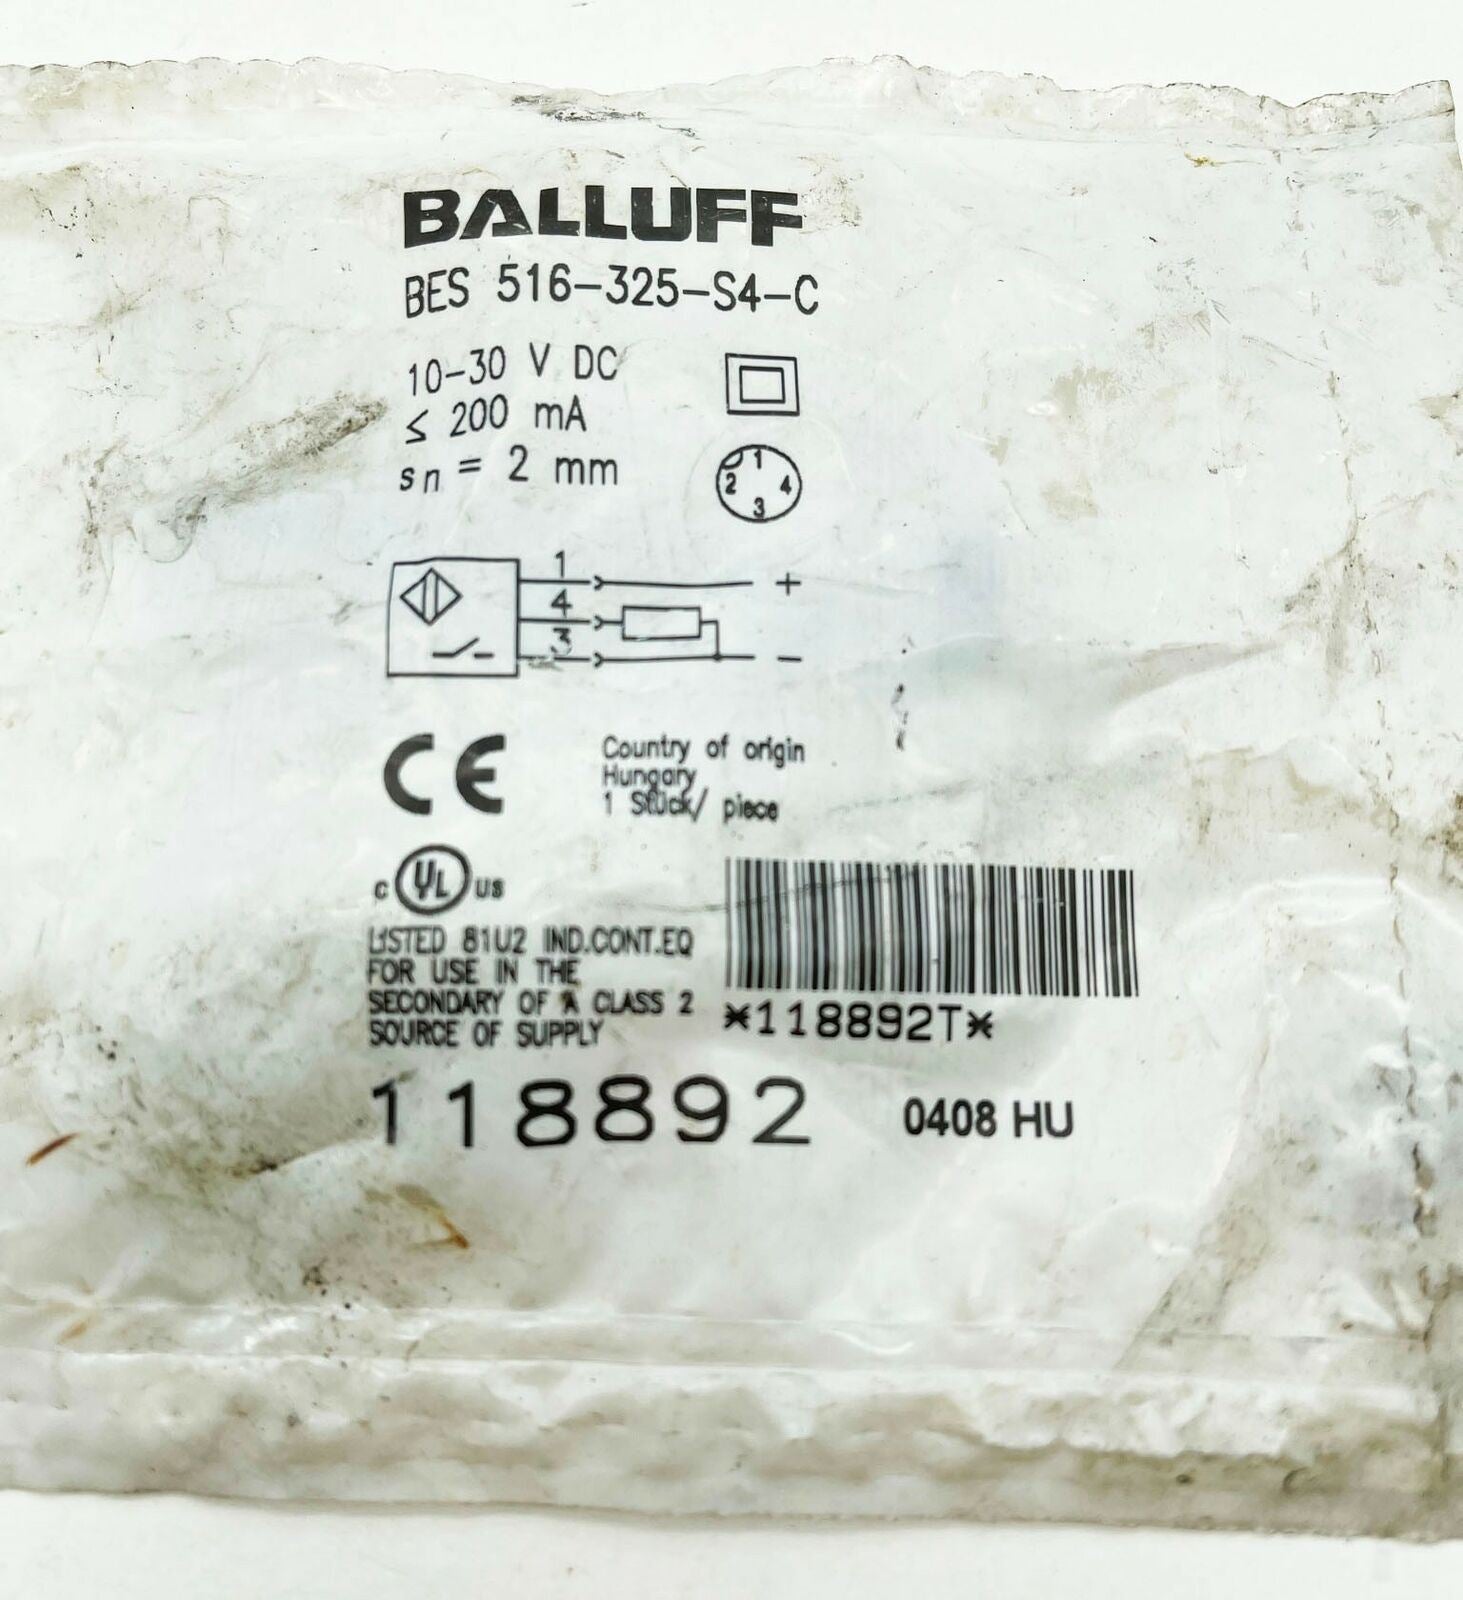 BALLUFF
BES 516-325-S4-C
10-30 V DC
≤ 200 mA
sn = 2 mm
1
2 4
3
1 +
4
3 -
CE
Country of origin
Hungary
1 Stück/ piece
c UL us
LISTED 81U2 IND.CONT.EQ
FOR USE IN THE
SECONDARY OF A CLASS 2
SOURCE OF SUPPLY
*118892T*
118892 0408 HU